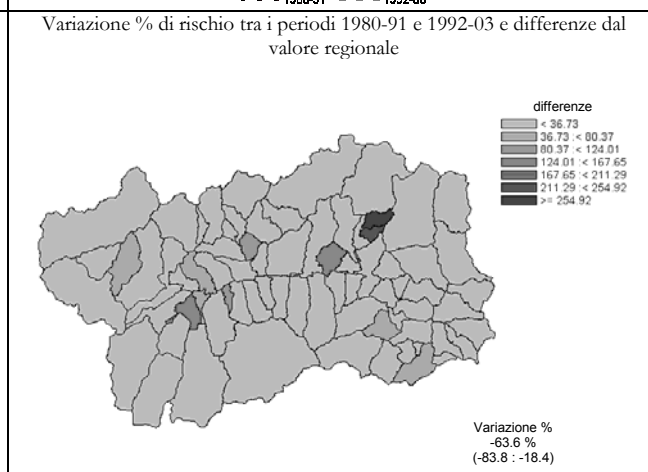 Variazione % di rischio tra i periodi 1980-91 e 1992-03 e differenze dal
valore regionale
differenze
< 36.73
36.73 :< 80.37
80.37 :< 124.01
124.01 :< 167.65
167.65 :< 211.29
211.29 :< 254.92
>= 254.92
Variazione %
-63.6 %
(-83.8 : -18.4)